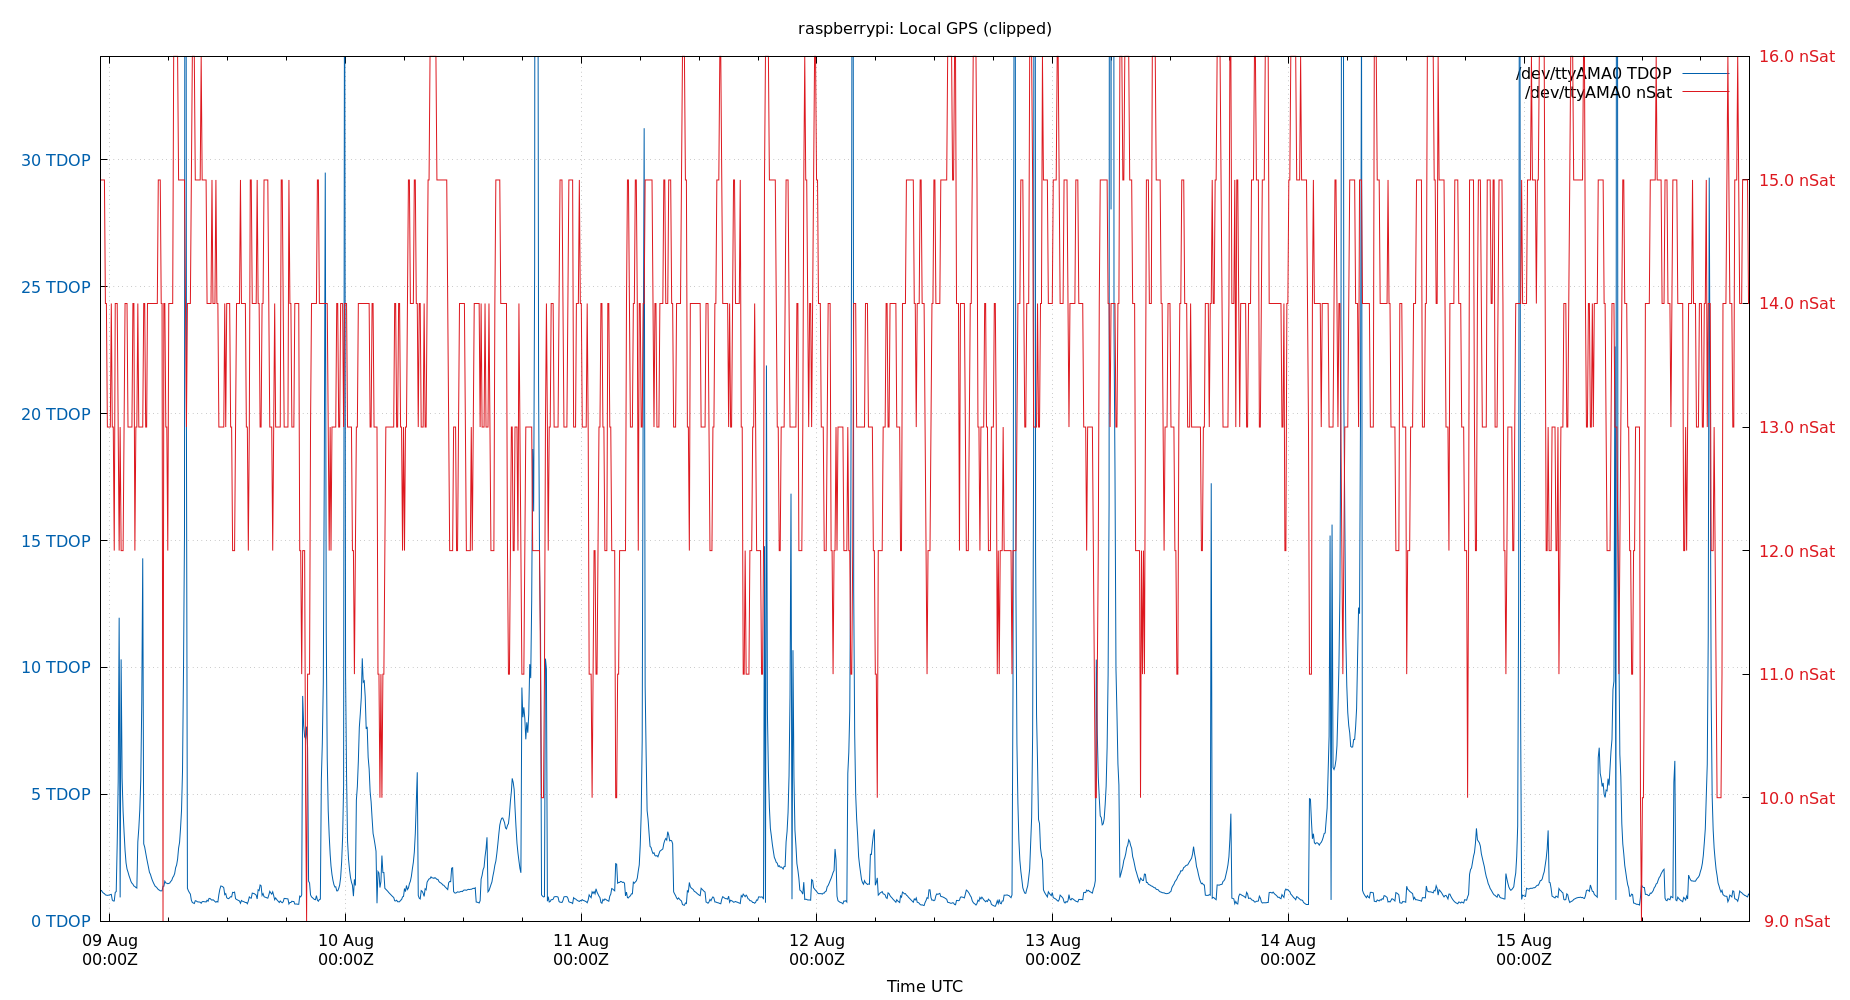 raspberrypi: Local GPS (clipped)
16.0 nSat
/dev/ttyAMA0 TDOP
/dev/ttyAMA0 nSat
30 TDOP
15.0 nSat
25 TDOP
14.0 nSat
20 TDOP
13.0 nSat
15 TDOP
12.0 nSat
10 TDOP
11.0 nSat
5 TDOP
10.0 nSat
0 TDOP
9.0 nSat
09 Aug 10 Aug 11 Aug 12 Aug 13 Aug 14 Aug 15 Aug
00:00Z 00:00Z 00:00Z 00:00Z 00:00Z 00:00Z 00:00Z
Time UTC